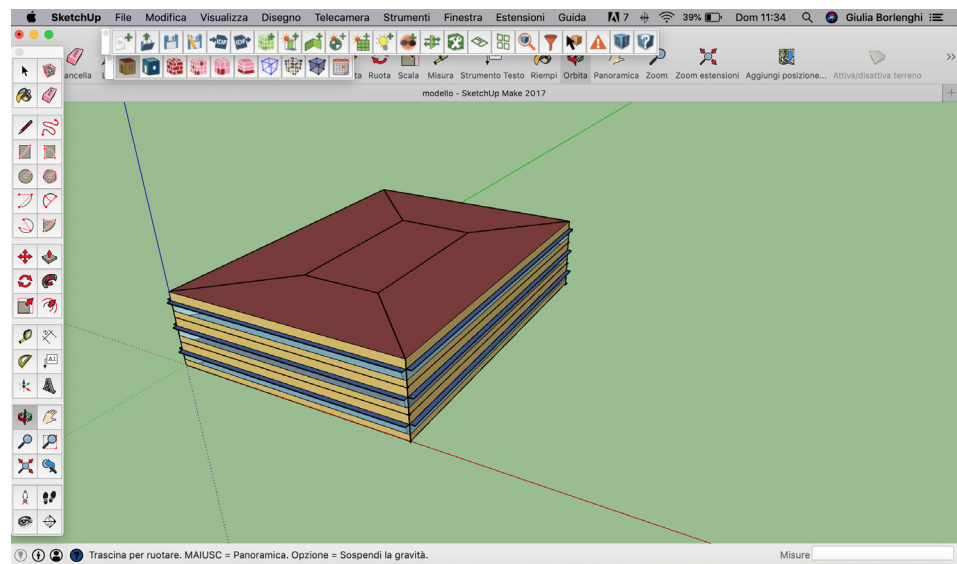 SketchUp File Modifica Visualizza Disegno Telecamera Strumenti Finestra Estensioni Guida 7 39% Dom 11:34 Giulia Borlenghi
ancella ta Ruota Scala Misura Strumento Testo Riempi Orbita Panoramica Zoom Zoom estensioni Aggiungi posizione... Attiva/disattiva terreno
modello - SketchUp Make 2017
Trascina per ruotare. MAIUSC = Panoramica. Opzione = Sospendi la gravità. Misure